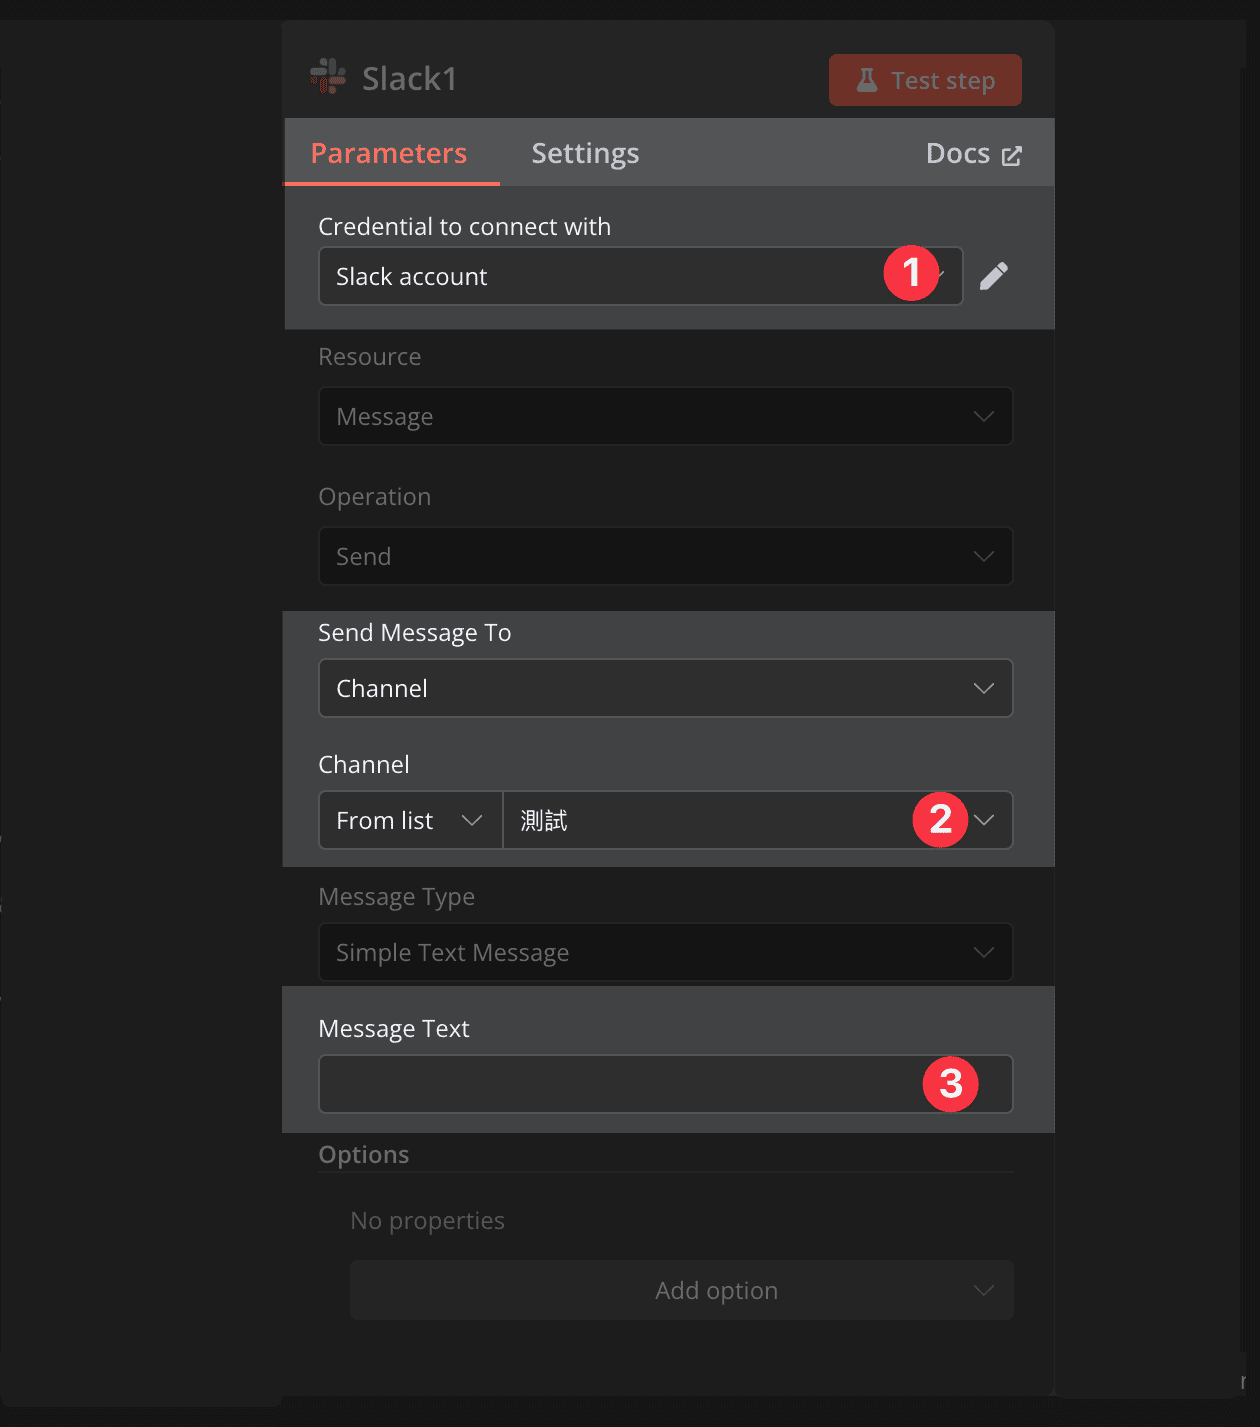 Slack1
Test step
Parameters Settings Docs
Credential to connect with
Slack account 1
Resource
Message
Operation
Send
Send Message To
Channel
Channel
From list 測試 2
Message Type
Simple Text Message
Message Text
3
Options
No properties
Add option